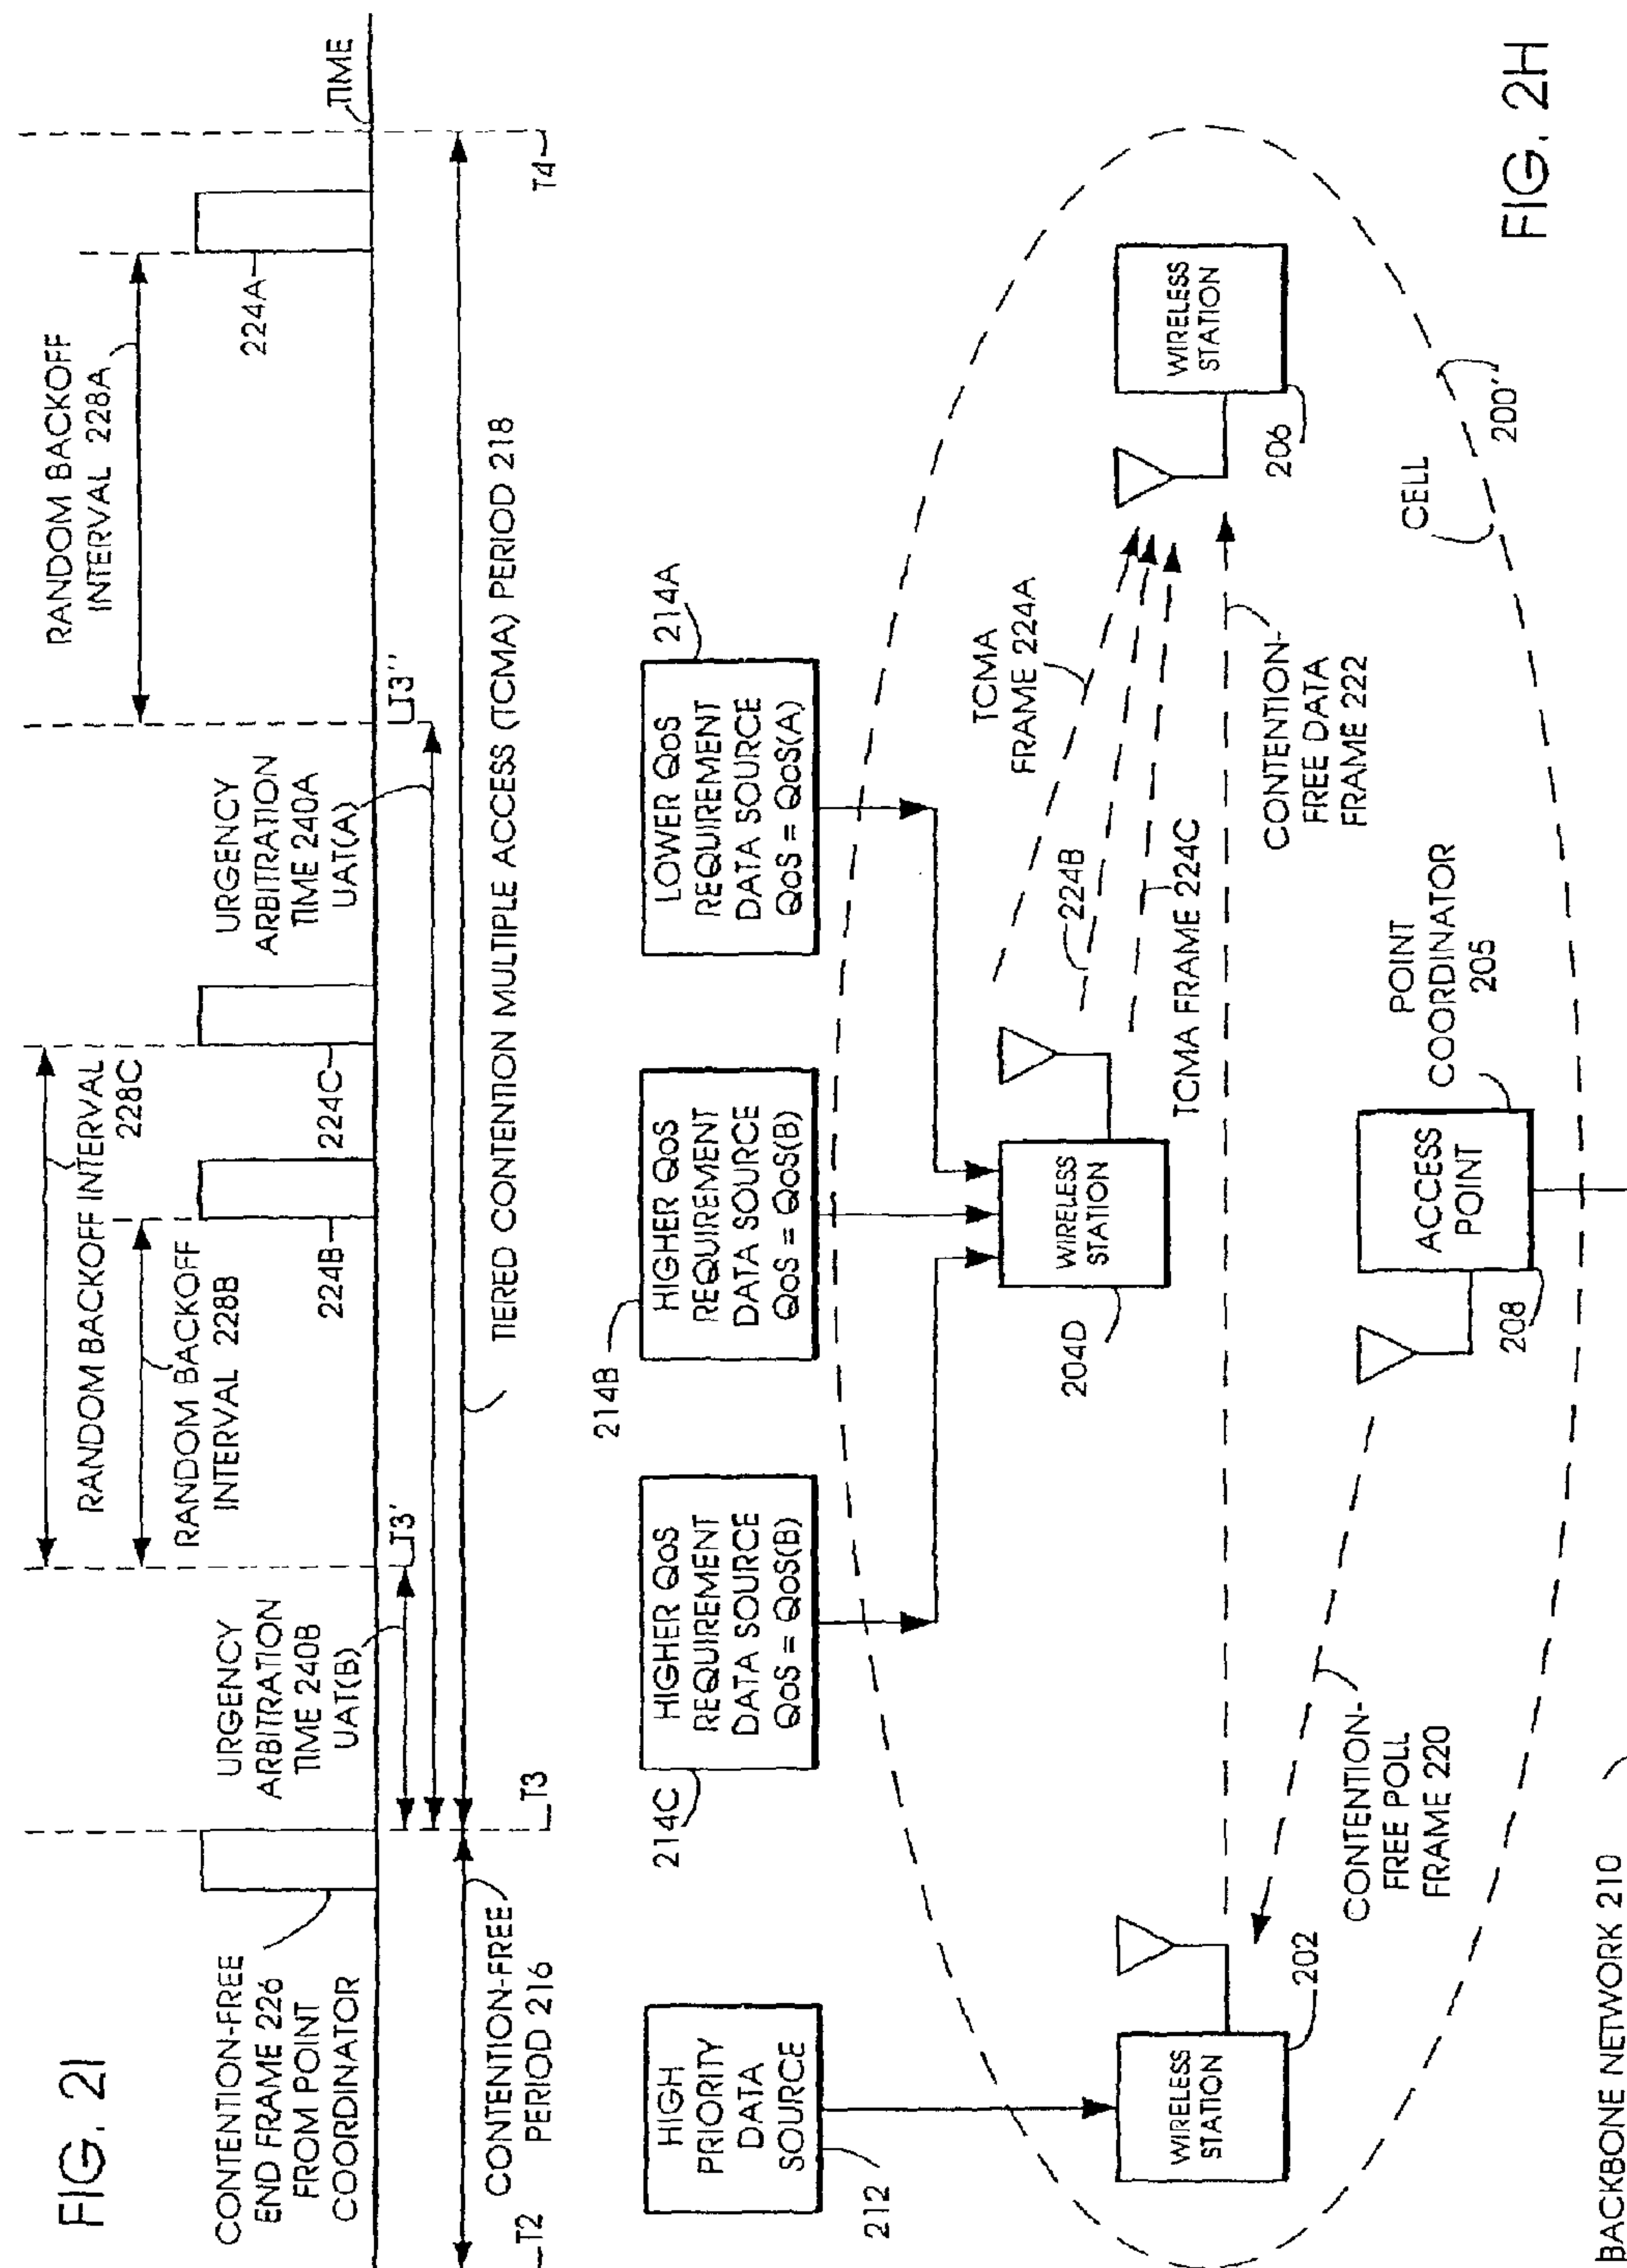 FIG. 2I
CONTENTION-FREE
END FRAME 226
FROM POINT
COORDINATOR
URGENCY
ARBITRATION
TIME 240B
UAT(B)
RANDOM BACKOFF INTERVAL
228C
RANDOM BACKOFF
INTERVAL 228B
224B
224C
URGENCY
ARBITRATION
TIME 240A
UAT(A)
RANDOM BACKOFF
INTERVAL 228A
224A
TIME
T3'
T3''
T2
CONTENTION-FREE
PERIOD 216
T3
TIERED CONTENTION MULTIPLE ACCESS (TCMA) PERIOD 218
T4
HIGH
PRIORITY
DATA
SOURCE
212
214C
HIGHER QoS
REQUIREMENT
DATA SOURCE
QoS = QoS(B)
214B
HIGHER QoS
REQUIREMENT
DATA SOURCE
QoS = QoS(B)
LOWER QoS
REQUIREMENT
DATA SOURCE
QoS = QoS(A)
214A
WIRELESS
STATION
202
WIRELESS
STATION
204D
TCMA
FRAME 224A
224B
TCMA FRAME 224C
WIRELESS
STATION
206
CONTENTION-
FREE DATA
FRAME 222
CONTENTION-
FREE POLL
FRAME 220
ACCESS
POINT
208
POINT
COORDINATOR
205
CELL
200''
BACKBONE NETWORK 210
FIG. 2H